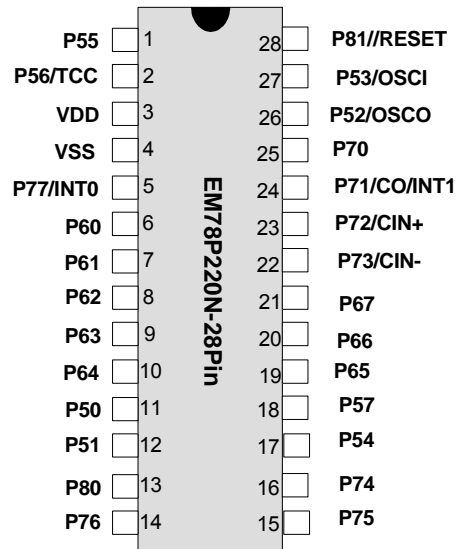 P55 1 28 P81//RESET
P56/TCC 2 27 P53/OSCI
VDD 3 26 P52/OSCO
VSS 4 25 P70
P77/INT0 5 24 P71/CO/INT1
P60 6 23 P72/CIN+
P61 7 22 P73/CIN-
P62 8 21 P67
P63 9 20 P66
P64 10 19 P65
P50 11 18 P57
P51 12 17 P54
P80 13 16 P74
P76 14 15 P75
EM78P220N-28Pin